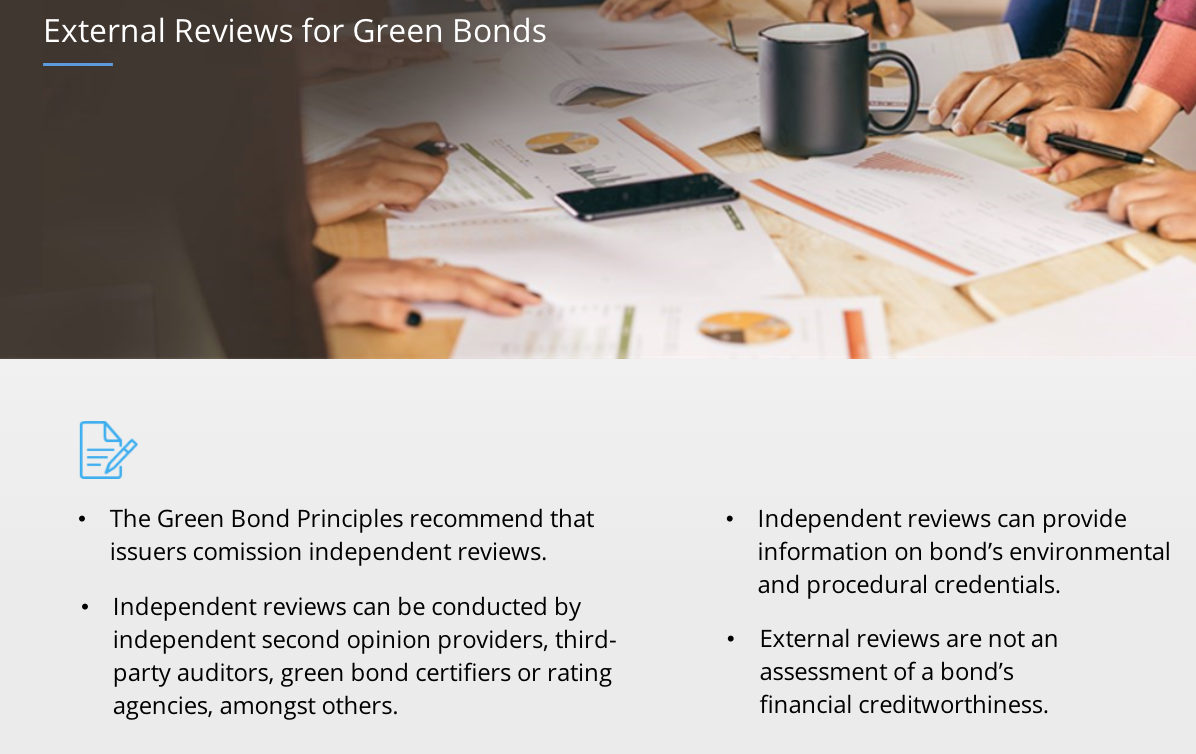 External Reviews for Green Bonds
• The Green Bond Principles recommend that
issuers comission independent reviews.
• Independent reviews can be conducted by
independent second opinion providers, third-
party auditors, green bond certifiers or rating
agencies, amongst others.
• Independent reviews can provide
information on bond’s environmental
and procedural credentials.
• External reviews are not an
assessment of a bond’s
financial creditworthiness.